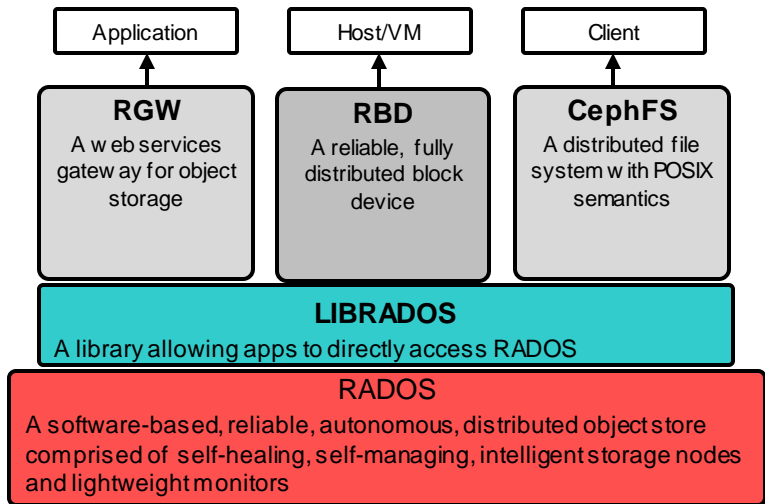 Application
Host/VM
Client
RGW
A web services
gateway for object
storage
RBD
A reliable, fully
distributed block
device
CephFS
A distributed file
system with POSIX
semantics
LIBRADOS
A library allowing apps to directly access RADOS
RADOS
A software-based, reliable, autonomous, distributed object store
comprised of self-healing, self-managing, intelligent storage nodes
and lightweight monitors